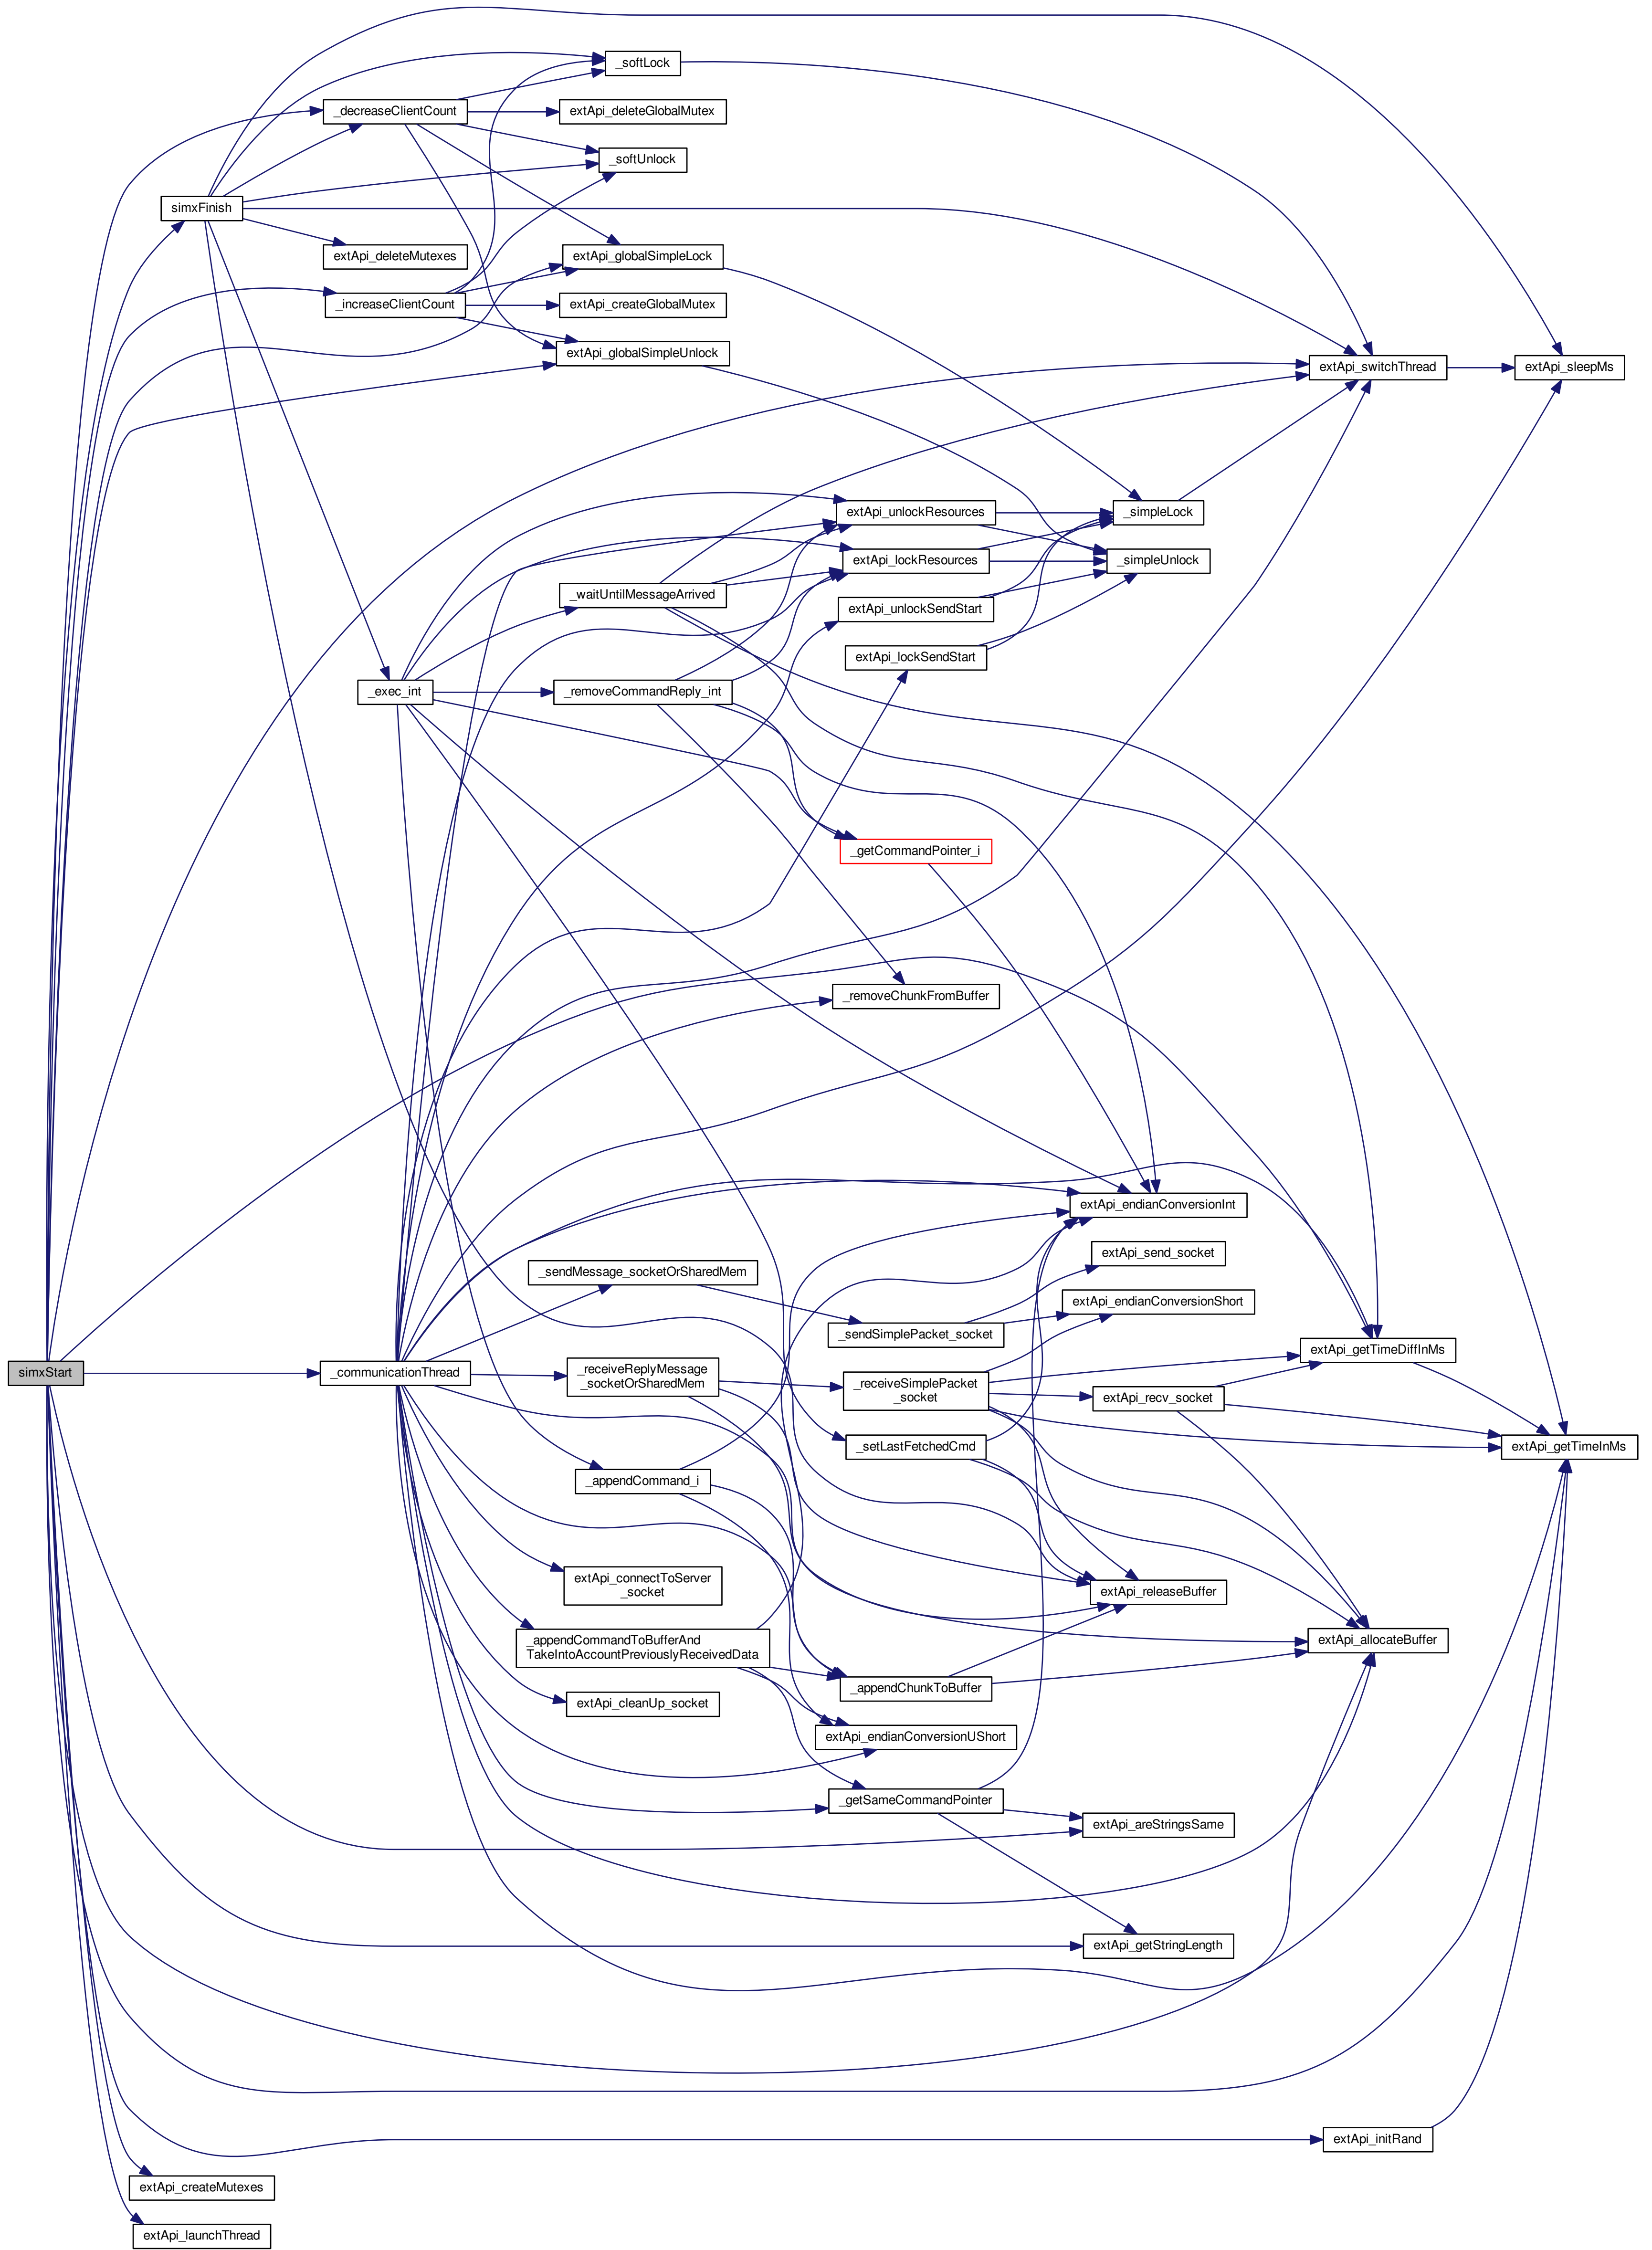 _softLock
_decreaseClientCount
extApi_deleteGlobalMutex
_softUnlock
simxFinish
extApi_deleteMutexes
extApi_globalSimpleLock
_increaseClientCount
extApi_createGlobalMutex
extApi_globalSimpleUnlock
extApi_switchThread
extApi_sleepMs
extApi_unlockResources
_simpleLock
extApi_lockResources
_simpleUnlock
_waitUntilMessageArrived
extApi_unlockSendStart
extApi_lockSendStart
_exec_int
_removeCommandReply_int
_getCommandPointer_i
_removeChunkFromBuffer
extApi_endianConversionInt
extApi_send_socket
_sendMessage_socketOrSharedMem
extApi_endianConversionShort
_sendSimplePacket_socket
extApi_getTimeDiffInMs
simxStart
_communicationThread
_receiveReplyMessage
_socketOrSharedMem
_receiveSimplePacket
_socket
extApi_recv_socket
_setLastFetchedCmd
extApi_getTimeInMs
_appendCommand_i
extApi_connectToServer
_socket
extApi_releaseBuffer
_appendCommandToBufferAnd
TakeIntoAccountPreviouslyReceivedData
extApi_allocateBuffer
_appendChunkToBuffer
extApi_cleanUp_socket
extApi_endianConversionUShort
_getSameCommandPointer
extApi_areStringsSame
extApi_getStringLength
extApi_initRand
extApi_createMutexes
extApi_launchThread